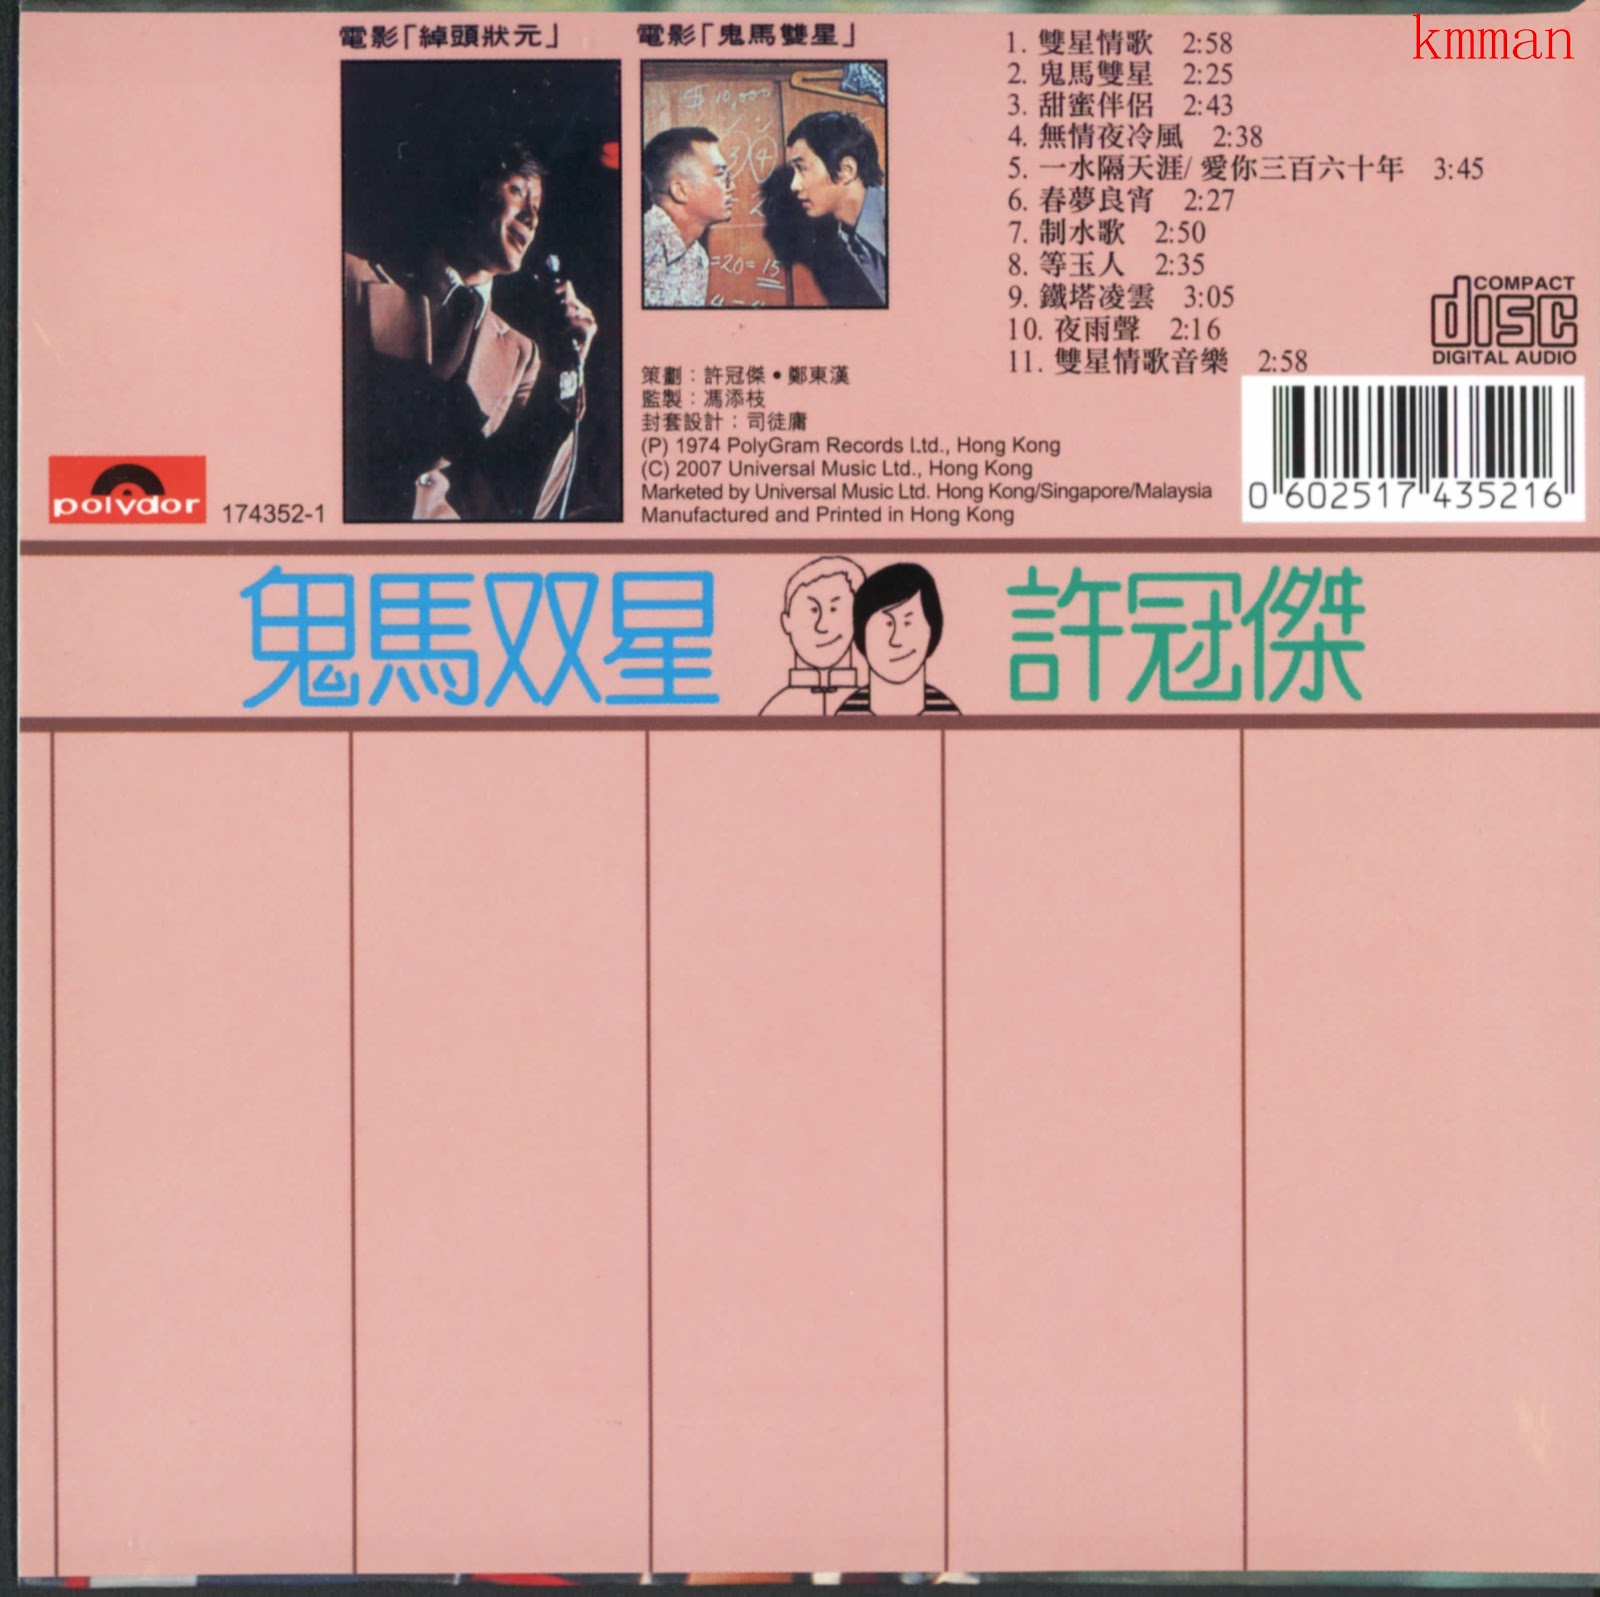 kmman
電影「綽頭狀元」
電影「鬼馬雙星」
1. 雙星情歌 2:58
2. 鬼馬雙星 2:25
3. 甜蜜伴侶 2:43
4. 無情夜冷風 2:38
5. 一水隔天涯/ 愛你三百六十年 3:45
6. 春夢良宵 2:27
7. 制水歌 2:50
8. 等玉人 2:35
9. 鐵塔凌雲 3:05
10. 夜雨聲 2:16
11. 雙星情歌音樂 2:58
$ 10,000
3 4
=20= 15
COMPACT
disc
DIGITAL AUDIO
策劃：許冠傑•鄭東漢
監製：馮添枝
封套設計：司徒庸
(P) 1974 PolyGram Records Ltd., Hong Kong
(C) 2007 Universal Music Ltd., Hong Kong
Marketed by Universal Music Ltd. Hong Kong/Singapore/Malaysia
Manufactured and Printed in Hong Kong
polydor
174352-1
0 602517 435216
鬼馬双星
許冠傑